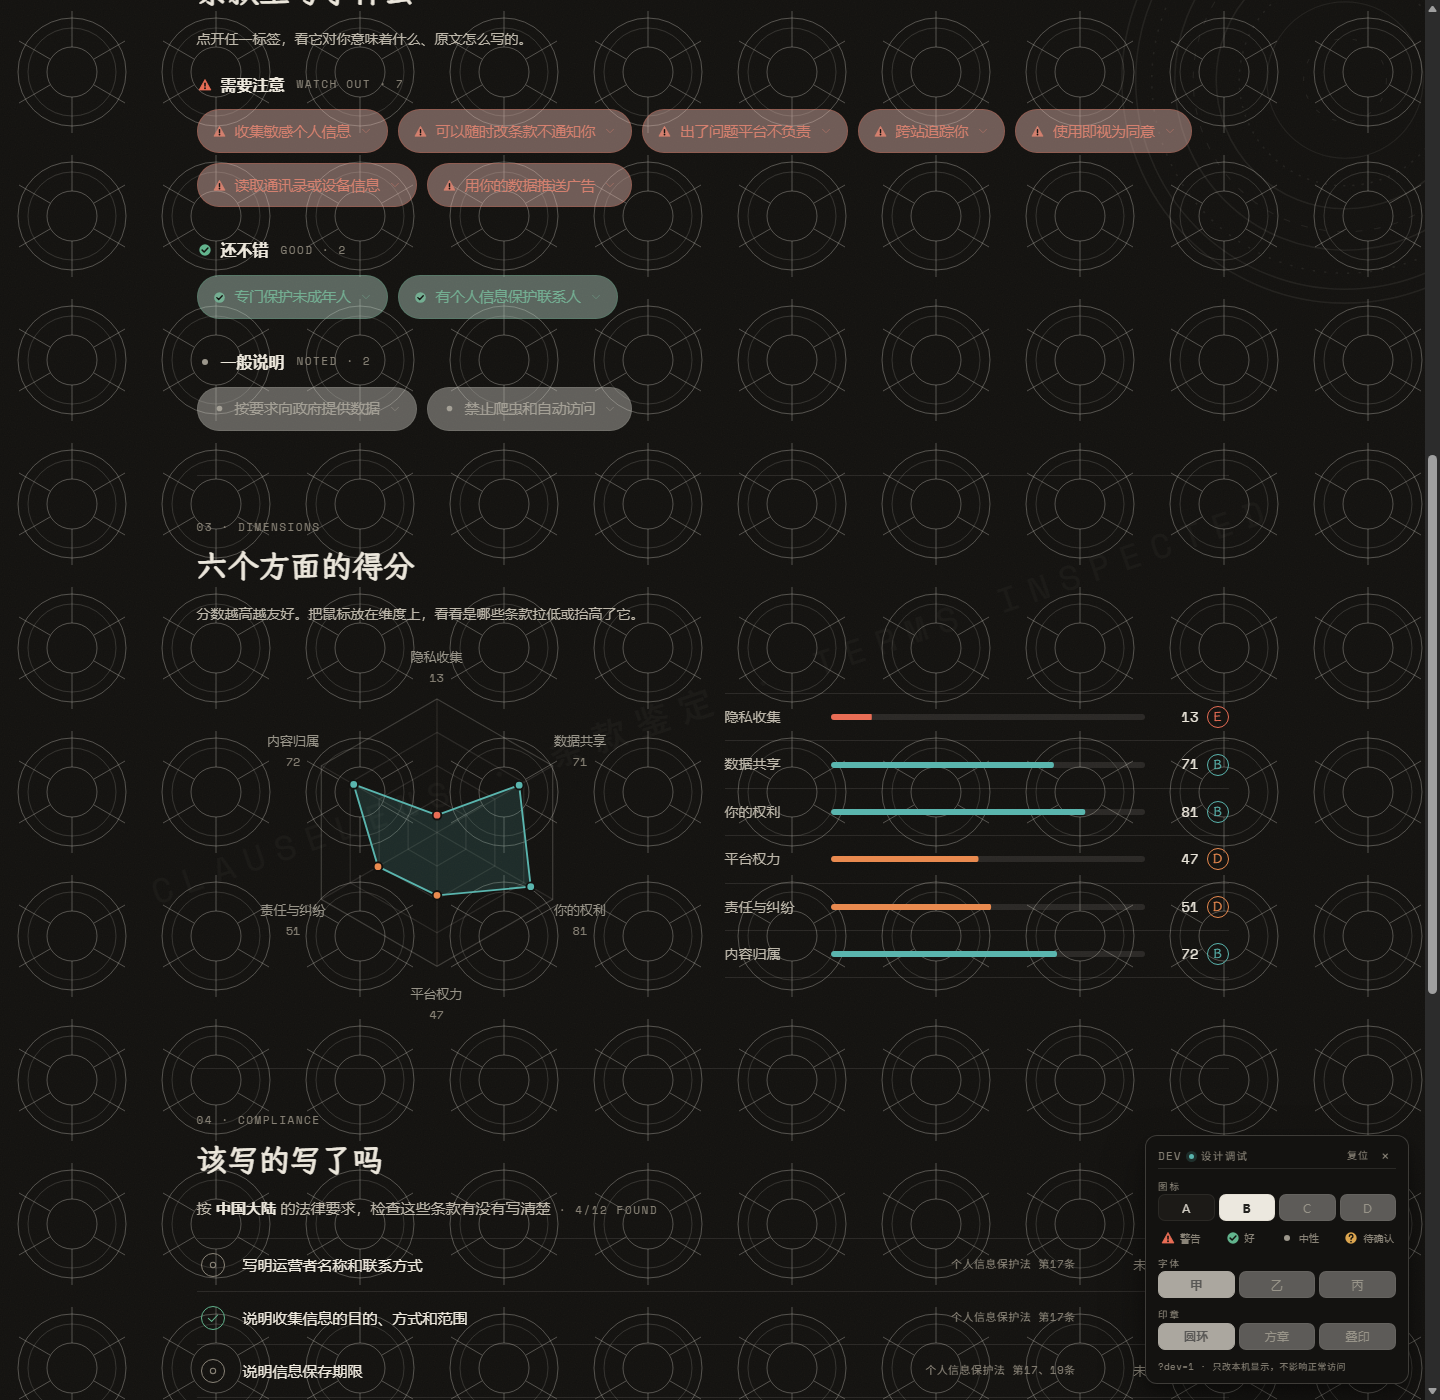 点开任一标签，看它对你意味着什么、原文怎么写的。
需要注意 WATCH OUT · 7
收集敏感个人信息 可以随时改条款不通知你 出了问题平台不负责 跨站追踪你 使用即视为同意
读取通讯录或设备信息 用你的数据推送广告
还不错 GOOD · 2
专门保护未成年人 有个人信息保护联系人
一般说明 NOTED · 2
按要求向政府提供数据 禁止爬虫和自动访问
03 · DIMENSIONS
六个方面的得分
分数越高越友好。把鼠标放在维度上，看看是哪些条款拉低或抬高了它。
TERMS INSPECTED
条款鉴定
CLAUSE
隐私收集
13
数据共享
71
你的权利
81
平台权力
47
责任与纠纷
51
内容归属
72
隐私收集 13 E
数据共享 71 B
你的权利 81 B
平台权力 47 D
责任与纠纷 51 D
内容归属 72 B
04 · COMPLIANCE
该写的写了吗
按 中国大陆 的法律要求，检查这些条款有没有写清楚 · 4/12 FOUND
写明运营者名称和联系方式 个人信息保护法 第17条 未
说明收集信息的目的、方式和范围 个人信息保护法 第17条
说明信息保存期限 个人信息保护法 第17、19条 未
DEV 设计调试 复位 ×
图标
A B C D
警告 好 中性 待确认
字体
甲 乙 丙
印章
圆环 方章 叠印
?dev=1 · 只改本机显示，不影响正常访问